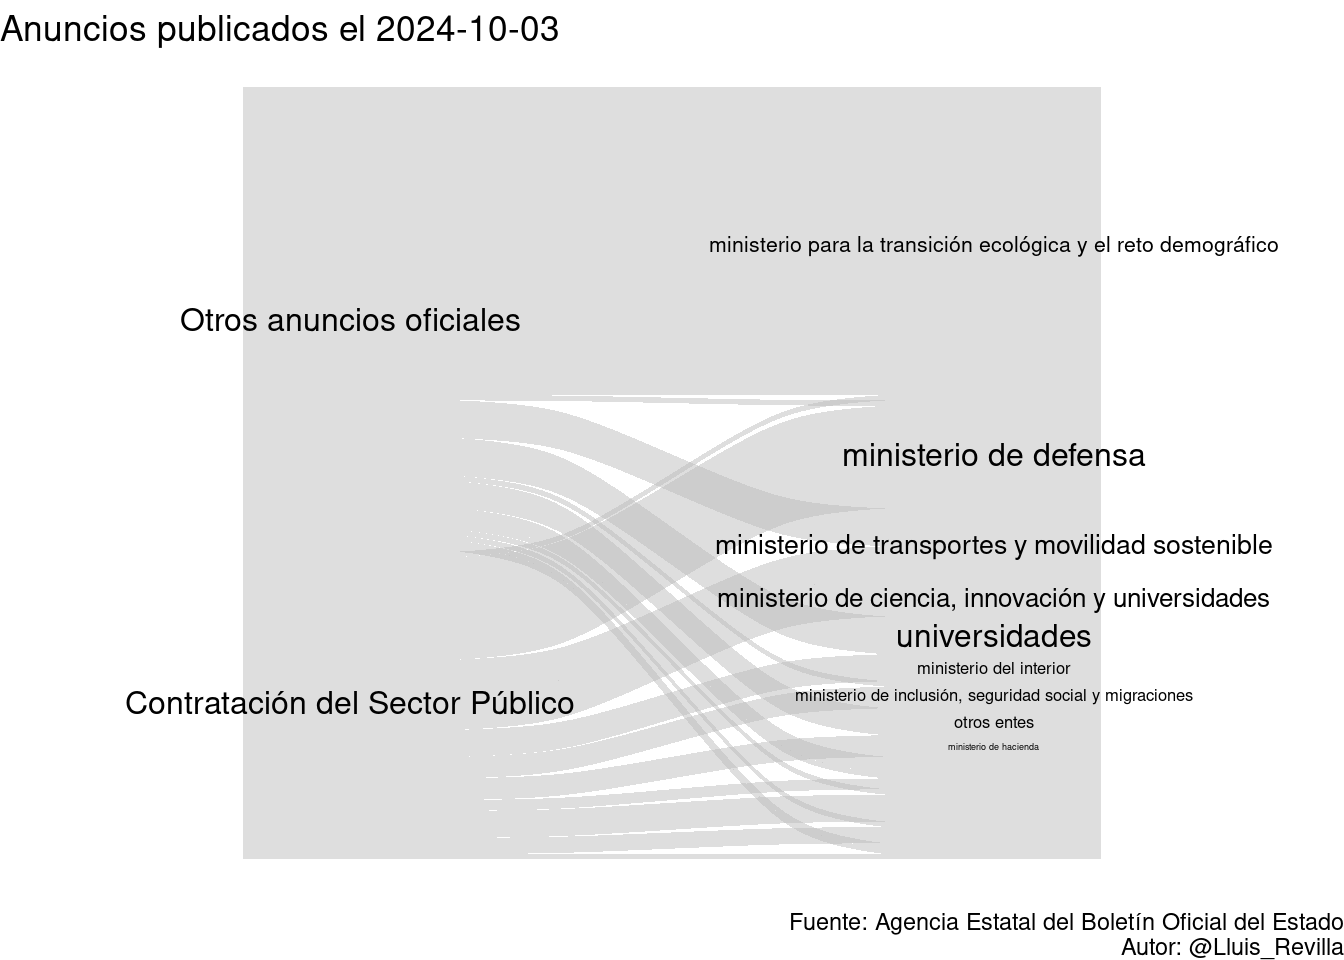 Anuncios publicados el 2024-10-03
ministerio para la transición ecológica y el reto demográfico
Otros anuncios oficiales
ministerio de defensa
ministerio de transportes y movilidad sostenible
ministerio de ciencia, innovación y universidades
universidades
ministerio del interior
ministerio de inclusión, seguridad social y migraciones
Contratación del Sector Público
otros entes
ministerio de hacienda
Fuente: Agencia Estatal del Boletín Oficial del Estado
Autor: @Lluis_Revilla